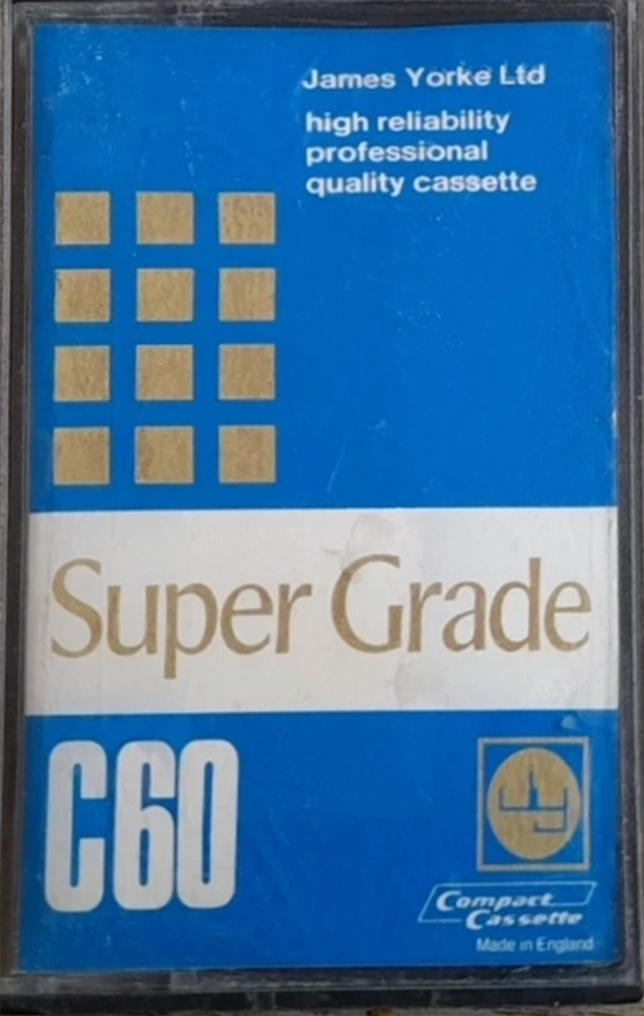 James Yorke Ltd
high reliability
professional
quality cassette
Super Grade
C60
Compact
Cassette
Made in England